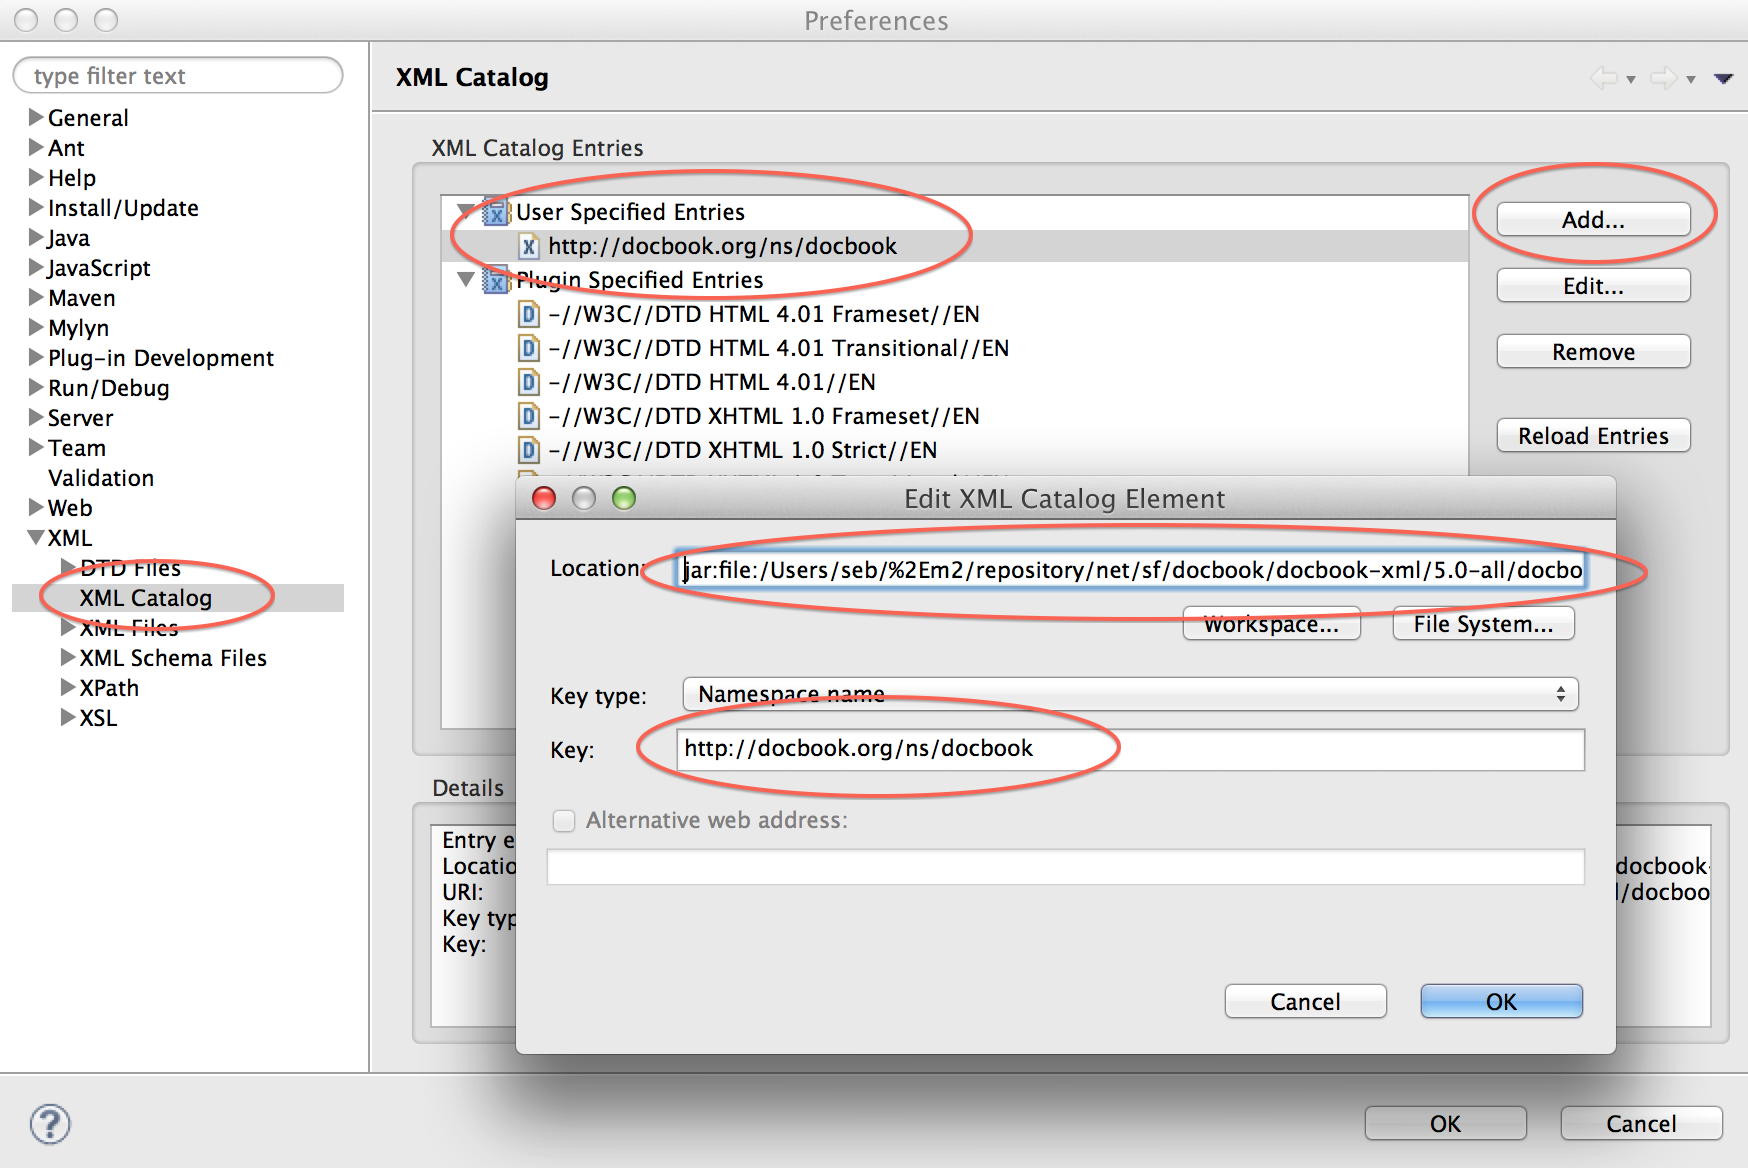 Preferences
type filter text
General
Ant
Help
Install/Update
Java
JavaScript
Maven
Mylyn
Plug-in Development
Run/Debug
Server
Team
Validation
Web
XML
DTD Files
XML Catalog
XML Files
XML Schema Files
XPath
XSL
XML Catalog
XML Catalog Entries
User Specified Entries
http://docbook.org/ns/docbook
Plugin Specified Entries
-//W3C//DTD HTML 4.01 Frameset//EN
-//W3C//DTD HTML 4.01 Transitional//EN
-//W3C//DTD HTML 4.01//EN
-//W3C//DTD XHTML 1.0 Frameset//EN
-//W3C//DTD XHTML 1.0 Strict//EN
Add...
Edit...
Remove
Reload Entries
Edit XML Catalog Element
Location:
jar:file:/Users/seb/%2Em2/repository/net/sf/docbook/docbook-xml/5.0-all/docbo
Workspace...
File System...
Key type:
Namespace name
Key:
http://docbook.org/ns/docbook
Alternative web address:
Cancel
OK
Details
Entry e
Locatio
docbook-
URI:
l/docboo
Key typ
Key:
?
OK
Cancel